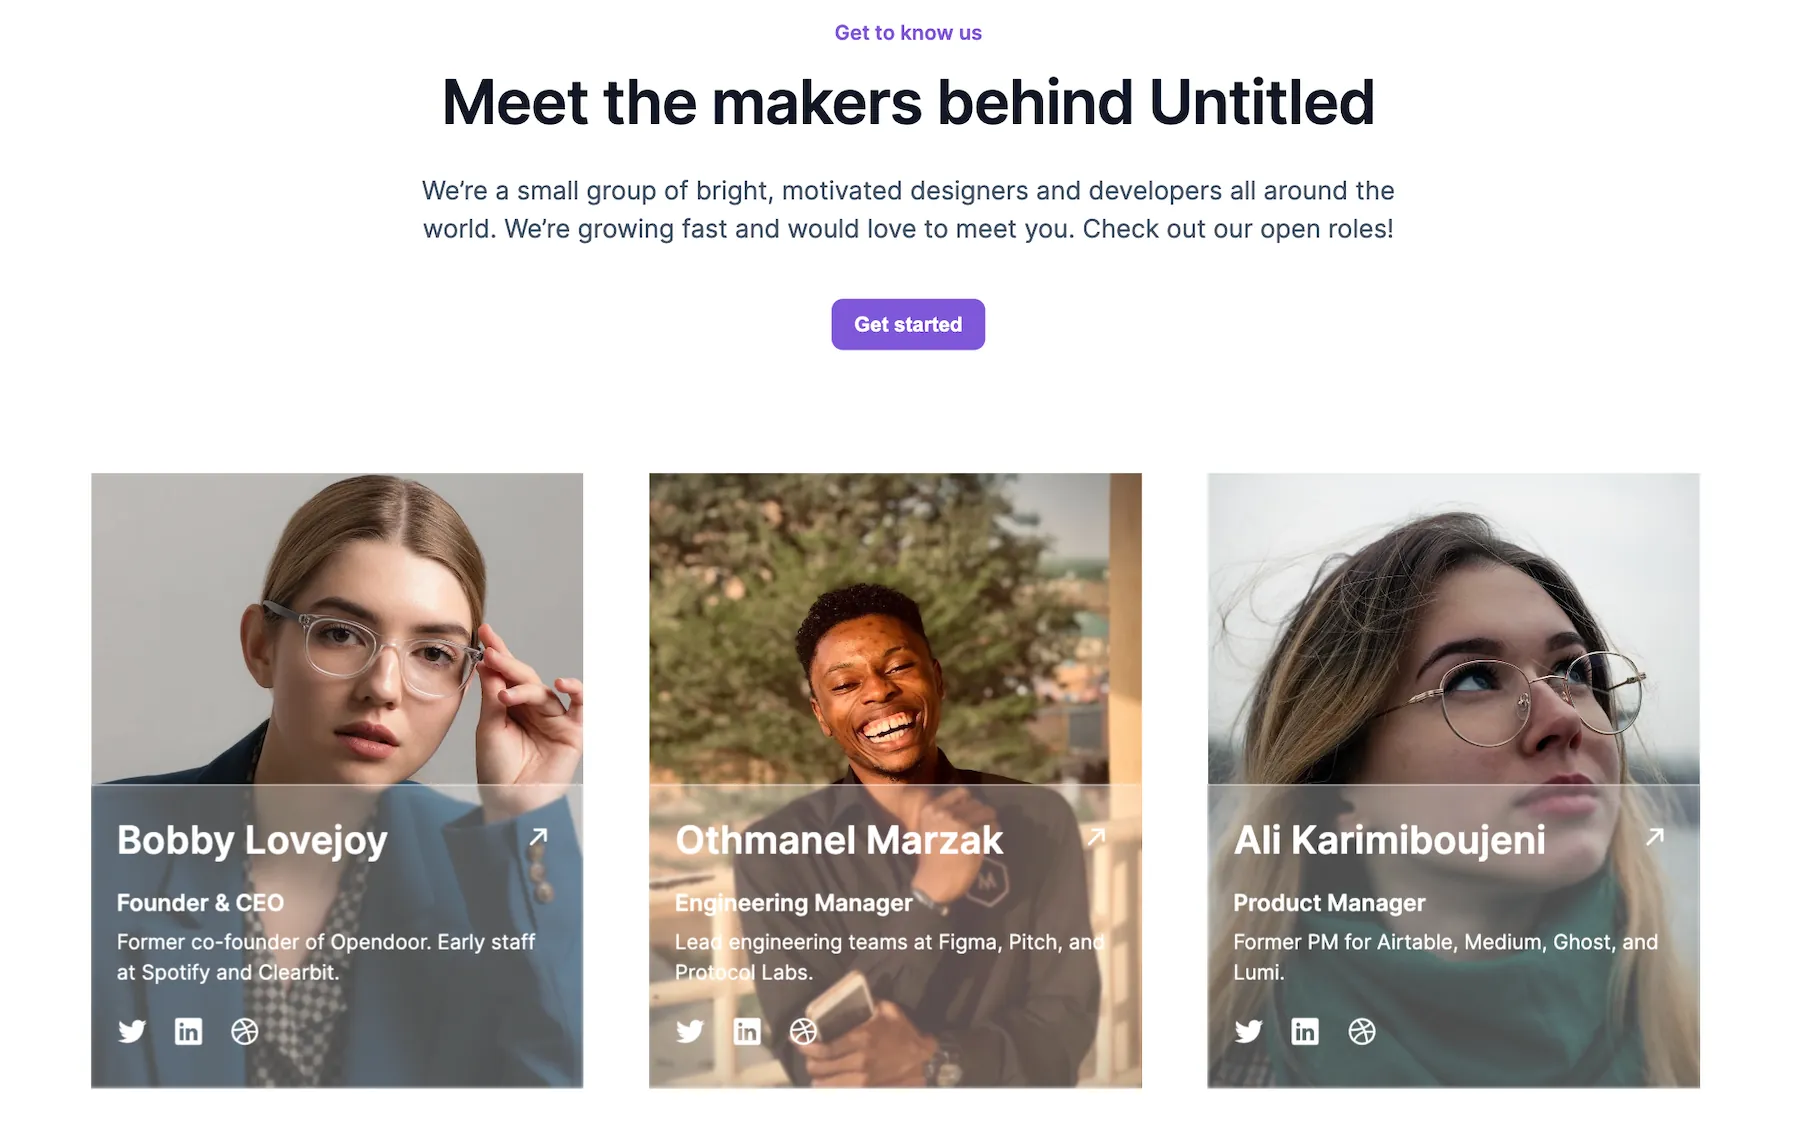 Get to know us
Meet the makers behind Untitled
We’re a small group of bright, motivated designers and developers all around the
world. We’re growing fast and would love to meet you. Check out our open roles!
Get started
Bobby Lovejoy
Founder & CEO
Former co-founder of Opendoor. Early staff
at Spotify and Clearbit.
in
Othmanel Marzak
Engineering Manager
Lead engineering teams at Figma, Pitch, and
Protocol Labs.
in
Ali Karimiboujeni
Product Manager
Former PM for Airtable, Medium, Ghost, and
Lumi.
in